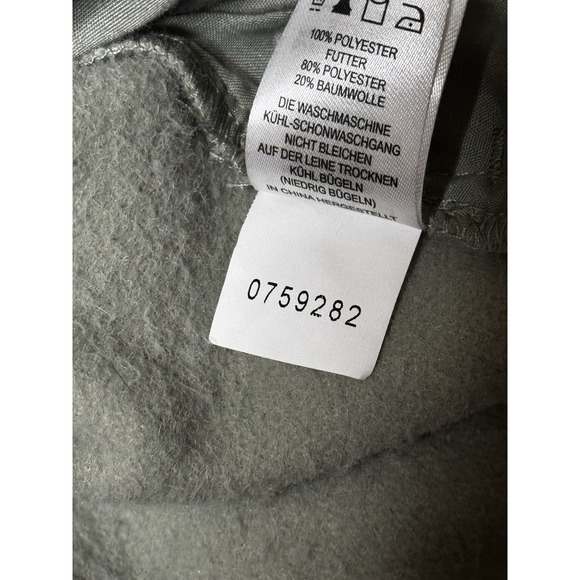 100% POLYESTER
FUTTER
80% POLYESTER
20% BAUMWOLLE
DIE WASCHMASCHINE
KÜHL-SCHONWASCHGANG
NICHT BLEICHEN
AUF DER LEINE TROCKNEN
KÜHL BÜGELN
(NIEDRIG BÜGELN)
IN CHINA HERGESTELLT
0759282